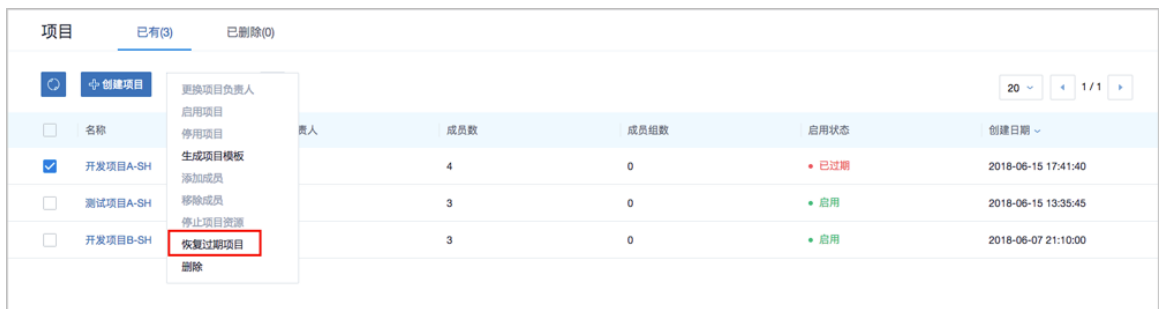 项目 已有(3) 已删除(0)
创建项目 20 1 / 1
更换项目负责人
启用项目
名称 责人 成员数 成员组数 启用状态 创建日期
停用项目
生成项目模板
开发项目A-SH 4 0 已过期 2018-06-15 17:41:40
添加成员
移除成员
测试项目A-SH 3 0 启用 2018-06-15 13:35:45
停止项目资源
恢复过期项目
开发项目B-SH 3 0 启用 2018-06-07 21:10:00
删除